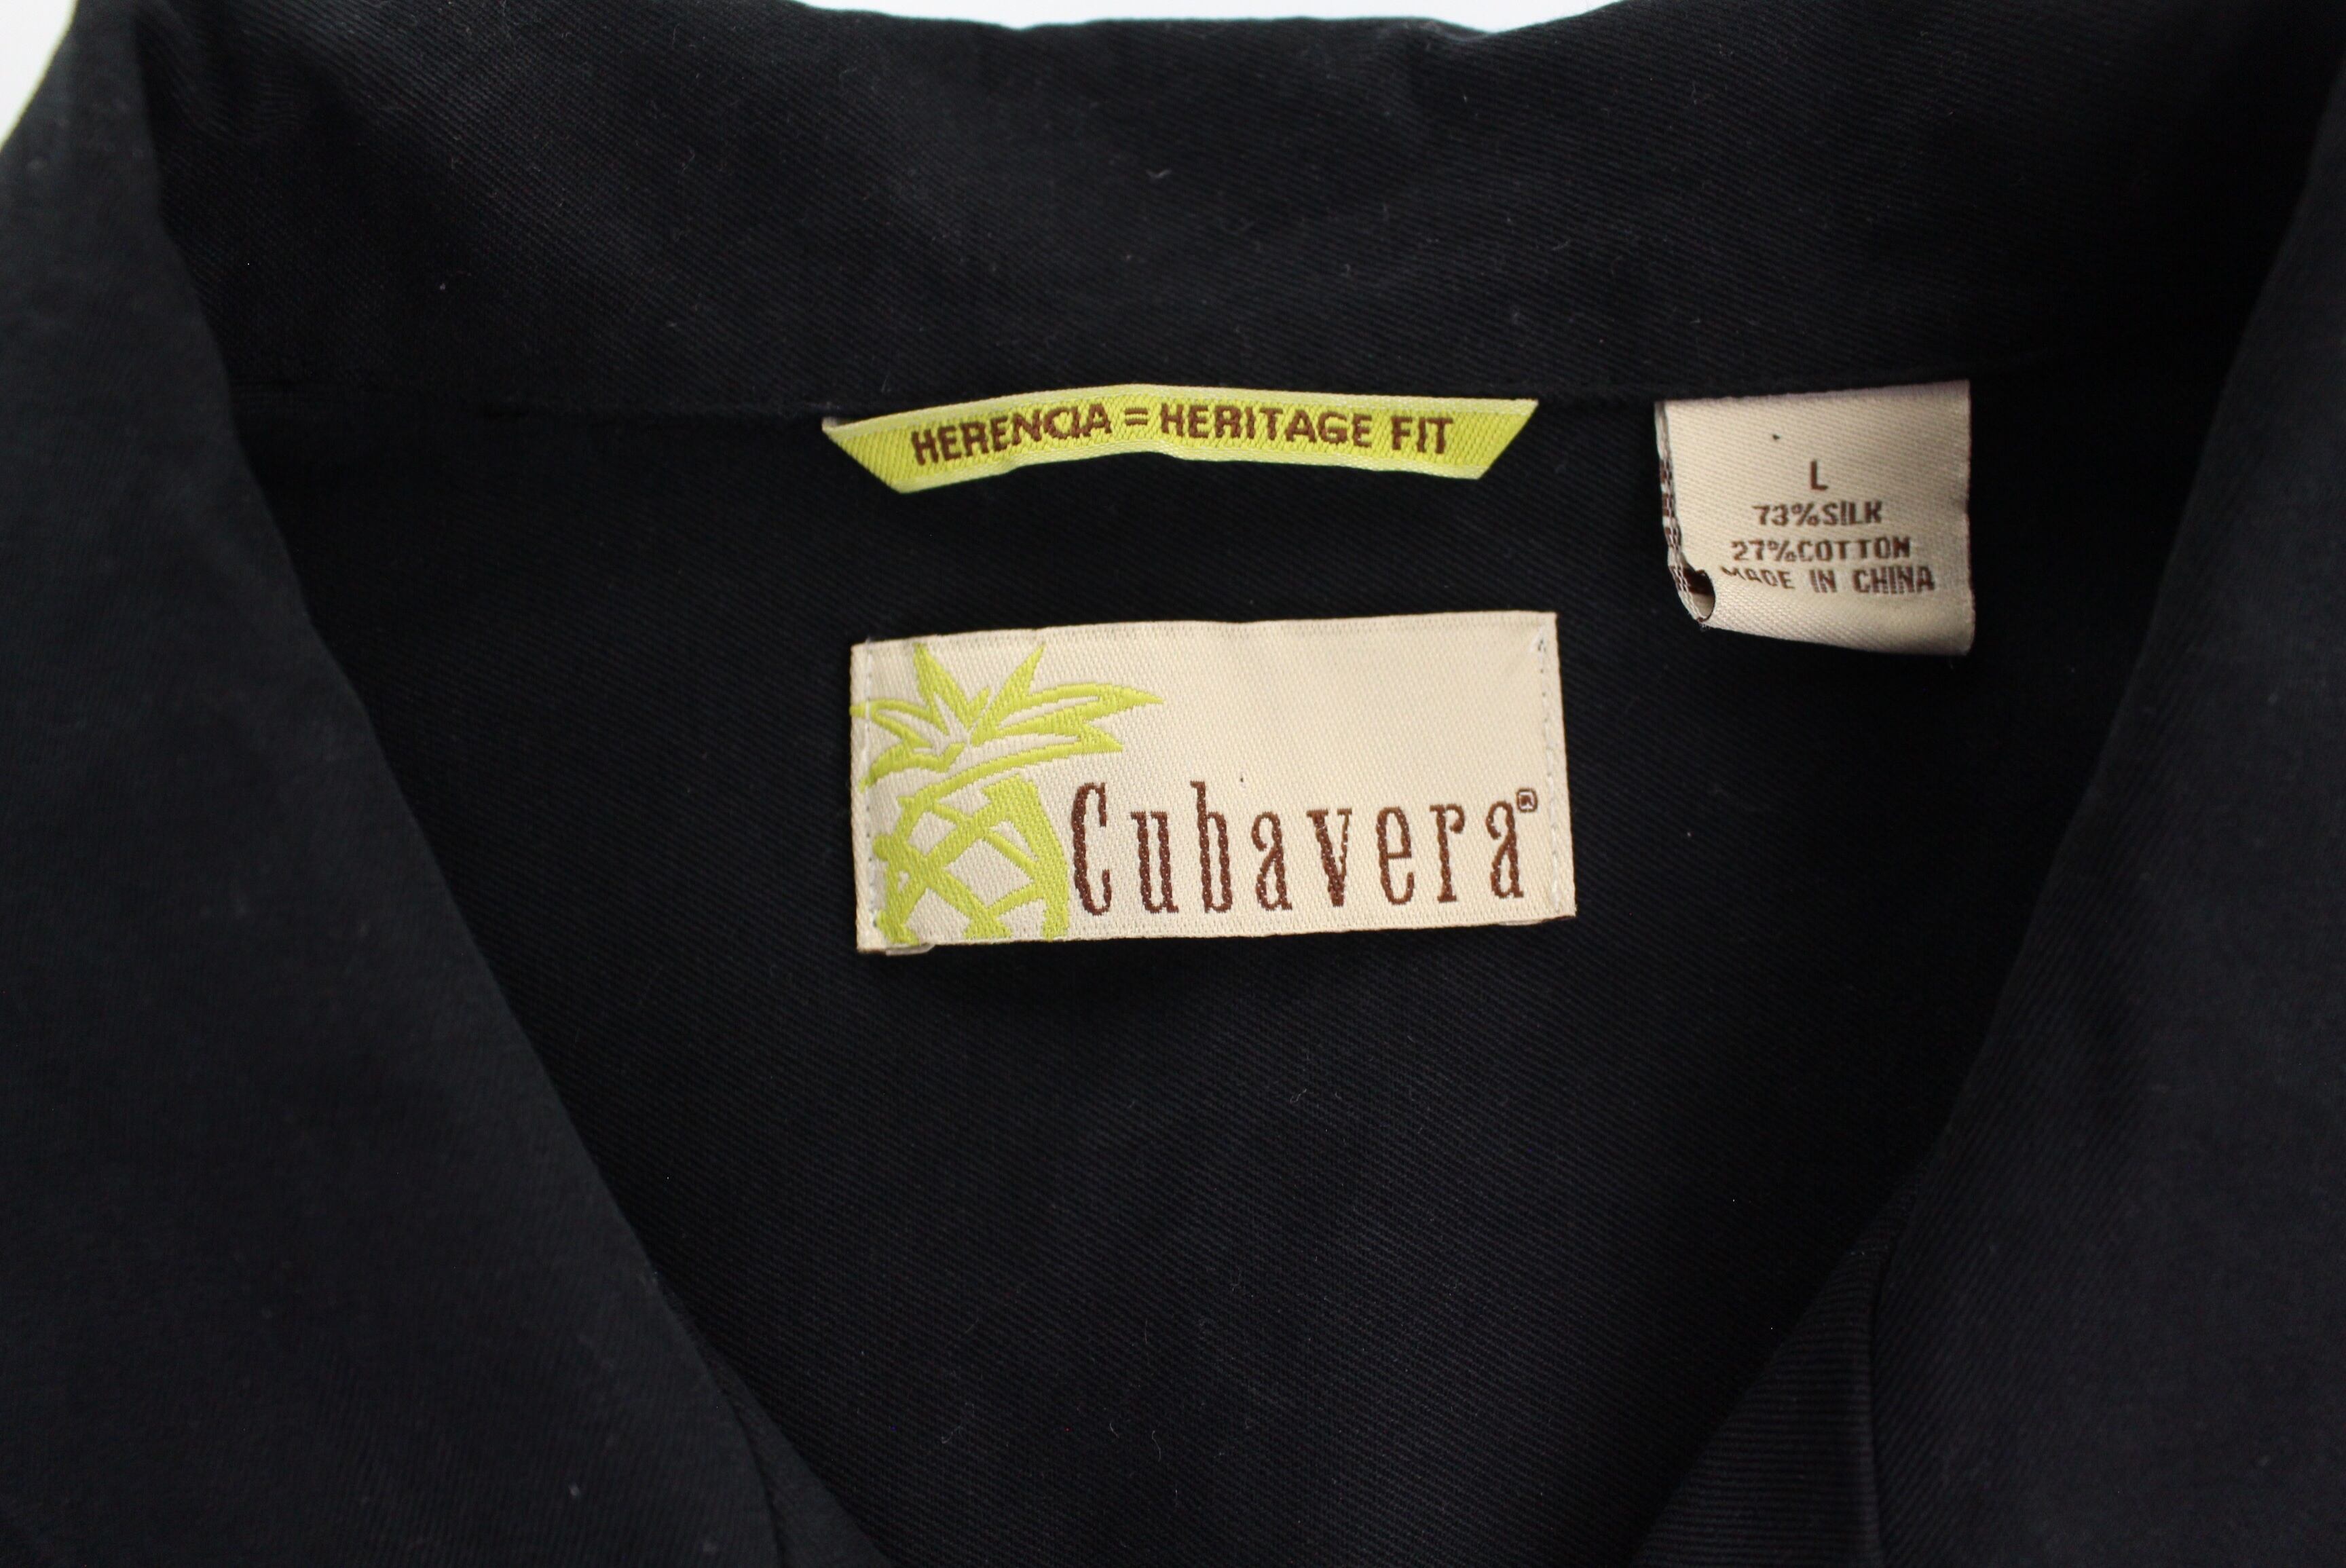 HERENCIA = HERITAGE FIT
L
73%SILK
27%COTTON
MADE IN CHINA
Cubavera®